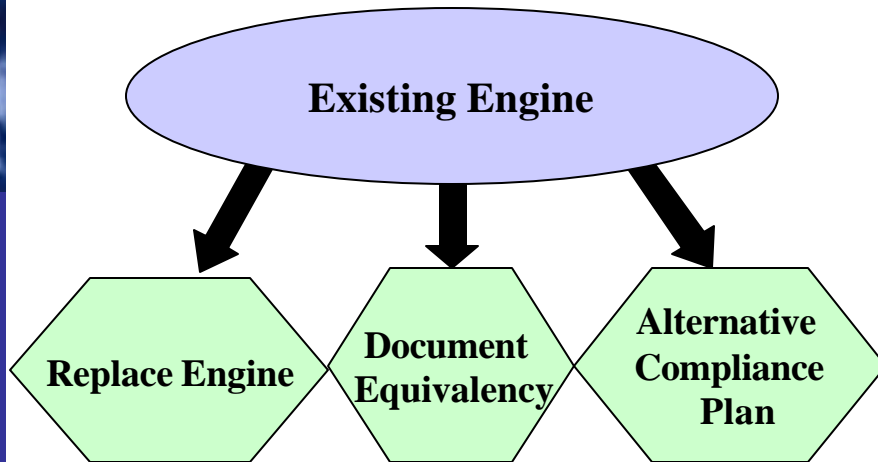 Existing Engine
Replace Engine
Document
Equivalency
Alternative
Compliance
Plan